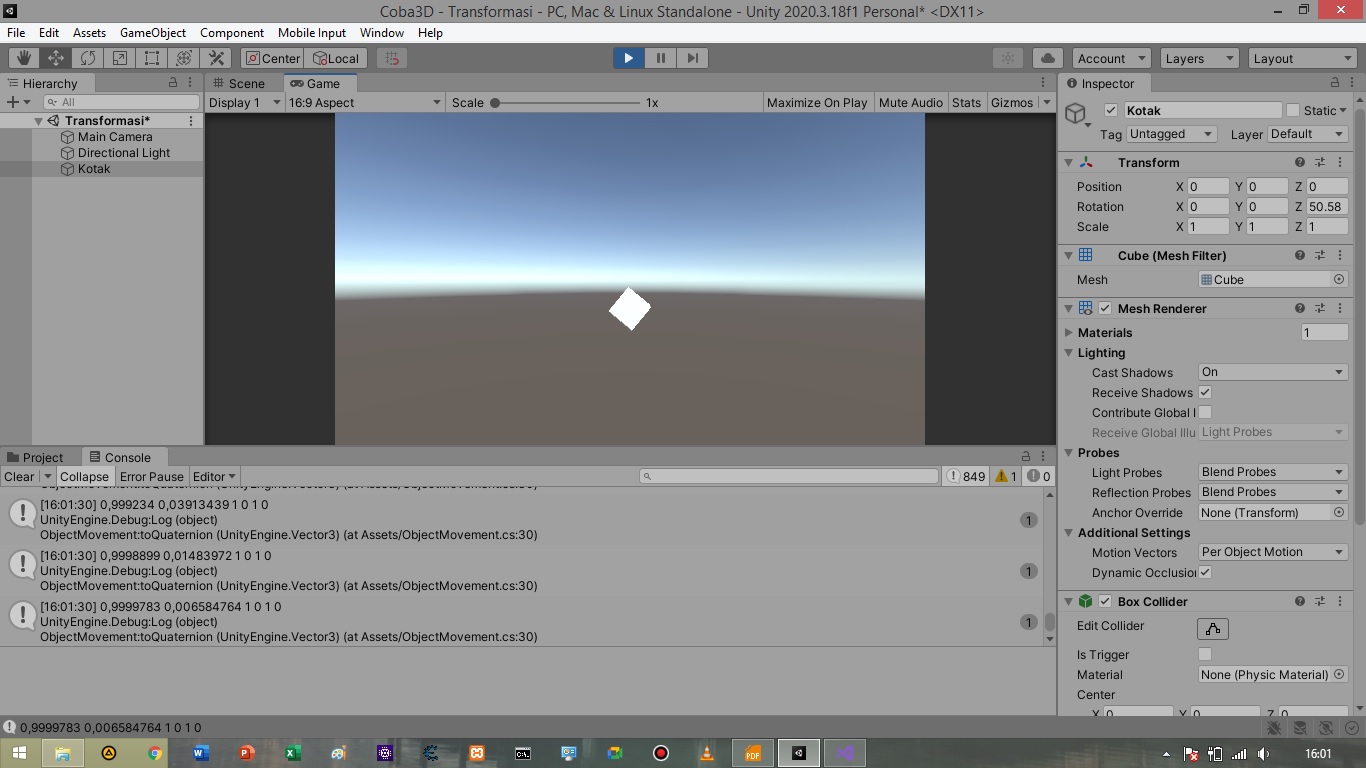 Coba3D - Transformasi - PC, Mac & Linux Standalone - Unity 2020.3.18f1 Personal* <DX11>
File Edit Assets GameObject Component Mobile Input Window Help
Center Local Account Layers Layout
Hierarchy
All
Transformasi*
Main Camera
Directional Light
Kotak
Scene Game
Display 1 16:9 Aspect Scale 1x Maximize On Play Mute Audio Stats Gizmos
Inspector
Kotak Static
Tag Untagged Layer Default
Transform
Position X 0 Y 0 Z 0
Rotation X 0 Y 0 Z 50.58
Scale X 1 Y 1 Z 1
Cube (Mesh Filter)
Mesh Cube
Mesh Renderer
Materials 1
Lighting
Cast Shadows On
Receive Shadows
Contribute Global I
Receive Global Illu Light Probes
Probes
Light Probes Blend Probes
Reflection Probes Blend Probes
Anchor Override None (Transform)
Additional Settings
Motion Vectors Per Object Motion
Dynamic Occlusion
Box Collider
Edit Collider
Is Trigger
Material None (Physic Material)
Center
X 0 Y 0 Z 0
Project Console
Clear Collapse Error Pause Editor 849 1 0
ObjectMovement:toQuaternion (UnityEngine.Vector3) (at Assets/ObjectMovement.cs:30)
[16:01:30] 0,999234 0,03913439 1 0 1 0
UnityEngine.Debug:Log (object) 1
ObjectMovement:toQuaternion (UnityEngine.Vector3) (at Assets/ObjectMovement.cs:30)
[16:01:30] 0,9998899 0,01483972 1 0 1 0
UnityEngine.Debug:Log (object) 1
ObjectMovement:toQuaternion (UnityEngine.Vector3) (at Assets/ObjectMovement.cs:30)
[16:01:30] 0,9999783 0,006584764 1 0 1 0
UnityEngine.Debug:Log (object) 1
ObjectMovement:toQuaternion (UnityEngine.Vector3) (at Assets/ObjectMovement.cs:30)
0,9999783 0,006584764 1 0 1 0
PDF
16:01